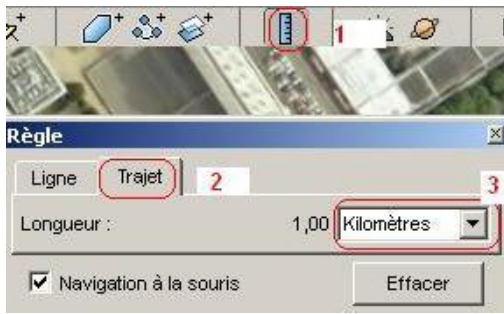 1
Règle
Ligne Trajet 2 3
Longueur : 1,00 Kilomètres
Navigation à la souris Effacer